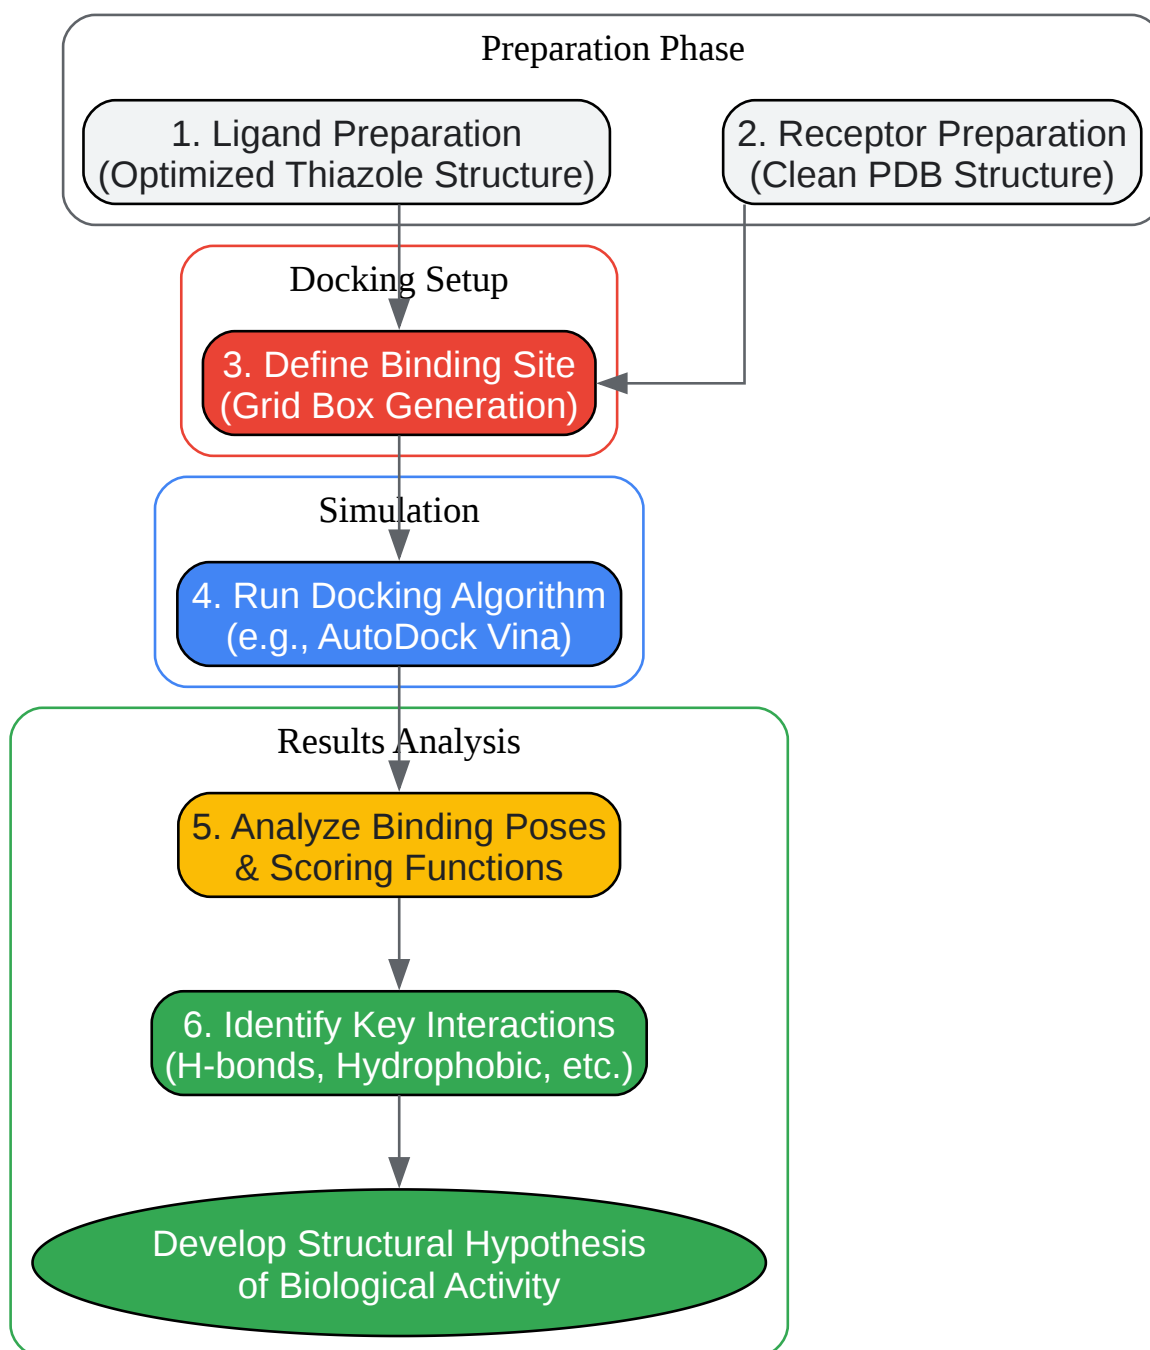 Preparation Phase
1. Ligand Preparation
(Optimized Thiazole Structure)
2. Receptor Preparation
(Clean PDB Structure)
Docking Setup
3. Define Binding Site
(Grid Box Generation)
Simulation
4. Run Docking Algorithm
(e.g., AutoDock Vina)
Results Analysis
5. Analyze Binding Poses
& Scoring Functions
6. Identify Key Interactions
(H-bonds, Hydrophobic, etc.)
Develop Structural Hypothesis
of Biological Activity